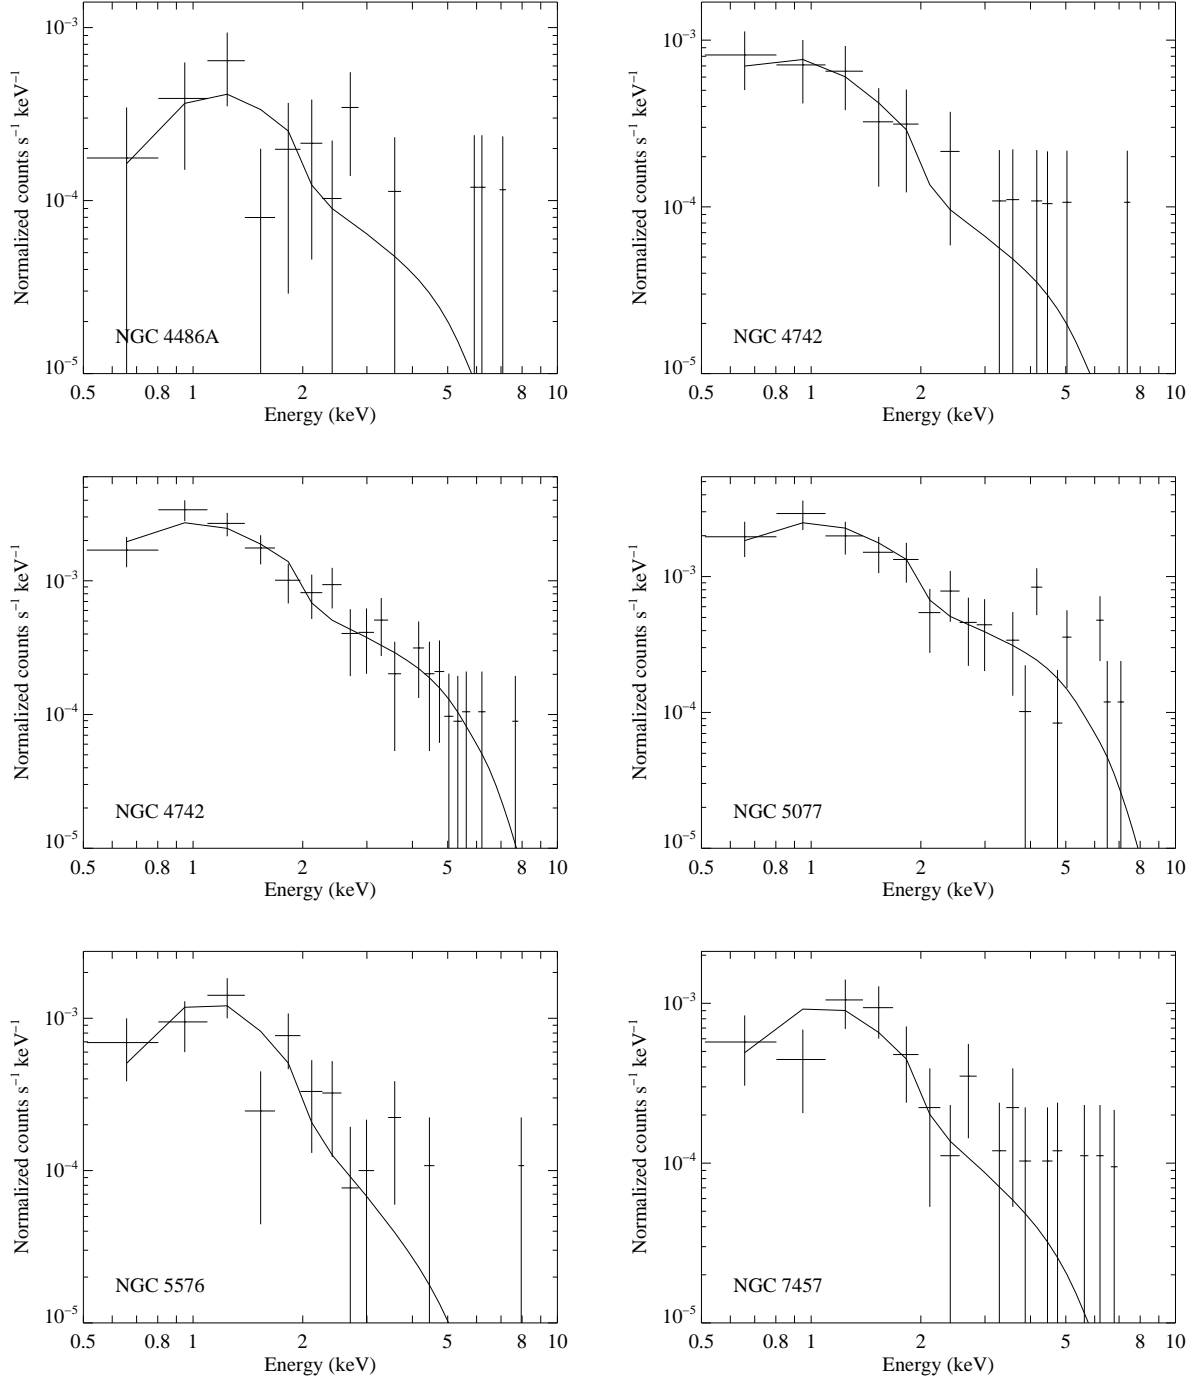 10⁻³
10⁻⁴
10⁻⁵
Normalized counts s⁻¹ keV⁻¹
NGC 4486A
0.5 0.8 1 2 5 8 10
Energy (keV)
10⁻³
10⁻⁴
10⁻⁵
Normalized counts s⁻¹ keV⁻¹
NGC 4742
0.5 0.8 1 2 5 8 10
Energy (keV)
10⁻³
10⁻⁴
10⁻⁵
Normalized counts s⁻¹ keV⁻¹
NGC 4742
0.5 0.8 1 2 5 8 10
Energy (keV)
10⁻³
10⁻⁴
10⁻⁵
Normalized counts s⁻¹ keV⁻¹
NGC 5077
0.5 0.8 1 2 5 8 10
Energy (keV)
10⁻³
10⁻⁴
10⁻⁵
Normalized counts s⁻¹ keV⁻¹
NGC 5576
0.5 0.8 1 2 5 8 10
Energy (keV)
10⁻³
10⁻⁴
10⁻⁵
Normalized counts s⁻¹ keV⁻¹
NGC 7457
0.5 0.8 1 2 5 8 10
Energy (keV)